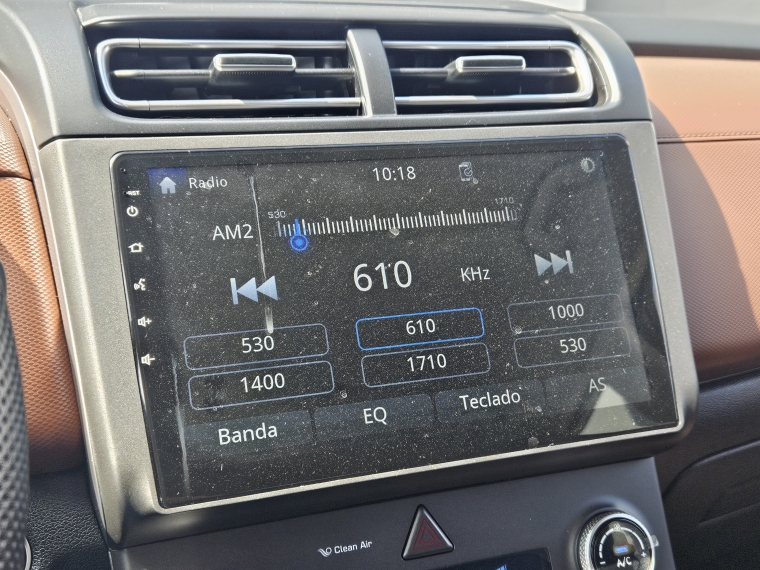 Radio
10:18
RST
530
1710
AM2
610
KHz
530
610
1000
1400
1710
530
Banda
EQ
Teclado
AS
Clean Air
A/C